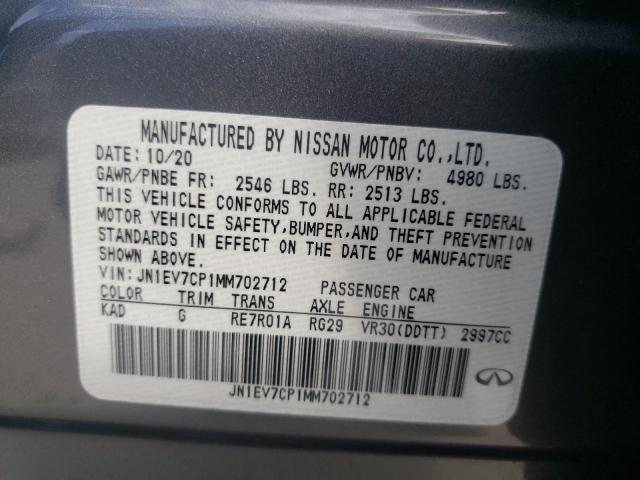 MANUFACTURED BY NISSAN MOTOR CO.,LTD.
DATE: 10/20 GVWR/PNBV: 4980 LBS.
GAWR/PNBE FR: 2546 LBS. RR: 2513 LBS.
THIS VEHICLE CONFORMS TO ALL APPLICABLE FEDERAL
MOTOR VEHICLE SAFETY,BUMPER,AND THEFT PREVENTION
STANDARDS IN EFFECT ON THE DATE OF MANUFACTURE
SHOWN ABOVE.
VIN: JN1EV7CP1MM702712 PASSENGER CAR
COLOR TRIM TRANS AXLE ENGINE
KAD G RE7R01A RG29 VR30(DDTT) 2997CC
JN1EV7CP1MM702712